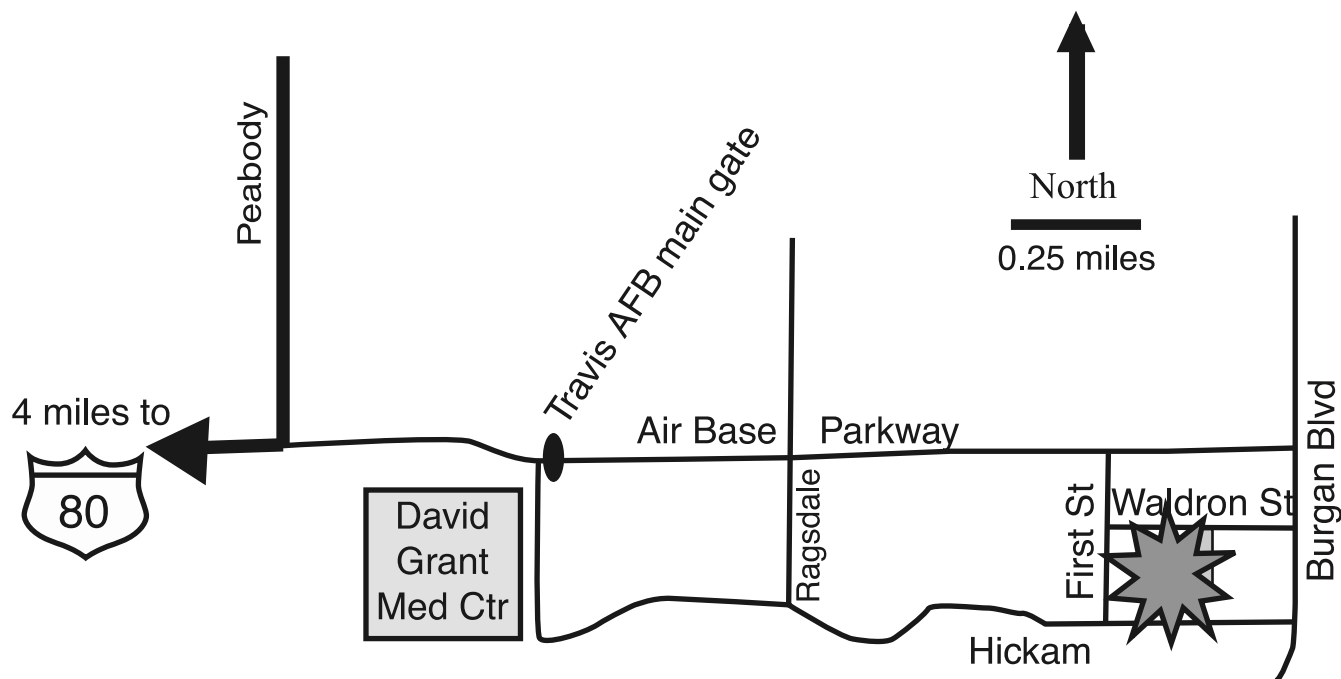 North
0.25 miles
Peabody
Travis AFB main gate
4 miles to
80
Air Base Parkway
Burgan Blvd
David
Grant
Med Ctr
Ragsdale
First St
Waldron St
Hickam